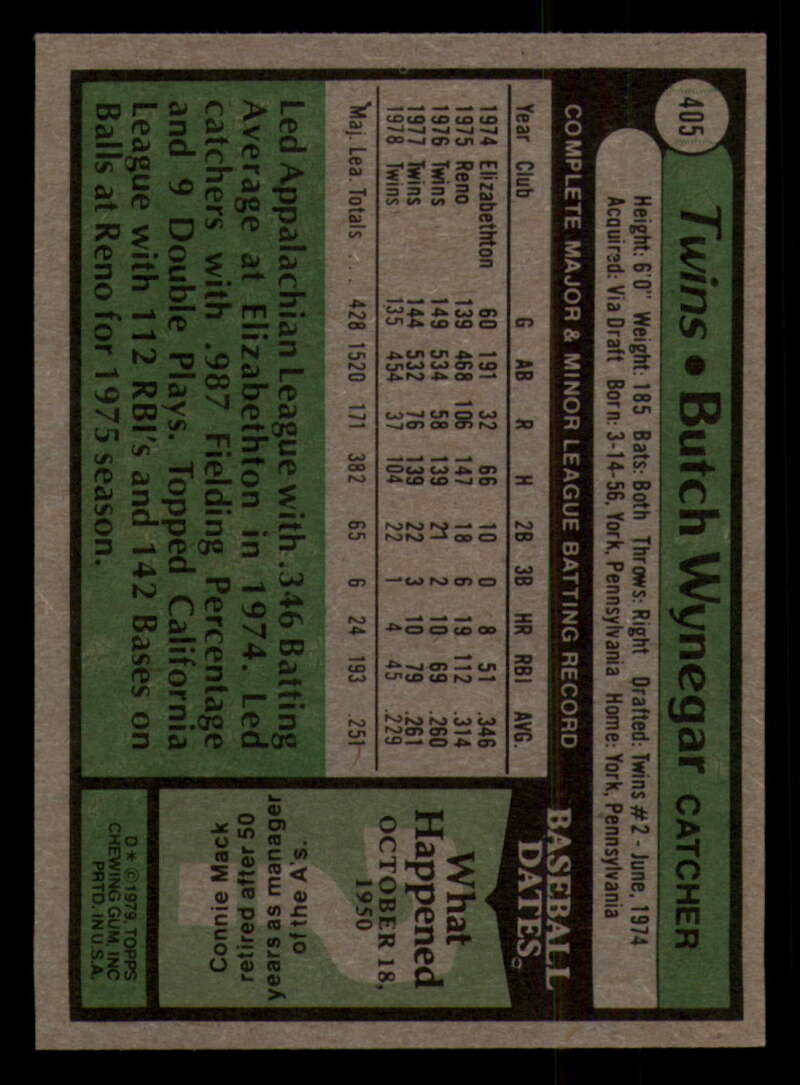 405
Twins • Butch Wynegar CATCHER
Height: 6'0" Weight: 185 Bats: Both Throws: Right Drafted: Twins #2 - June, 1974
Acquired: Via Draft Born: 3-14-56, York, Pennsylvania Home: York, Pennsylvania
COMPLETE MAJOR & MINOR LEAGUE BATTING RECORD
Year Club G AB R H 2B 3B HR RBI AVG.
1974 Elizabethton 60 191 32 66 10 0 8 51 .346
1975 Reno 139 468 106 147 18 6 19 112 .314
1976 Twins 149 534 58 139 21 2 10 69 .260
1977 Twins 144 532 76 139 22 3 10 79 .261
1978 Twins 135 454 37 104 22 1 4 45 .229
Maj. Lea. Totals . . . 428 1520 171 382 65 6 24 193 .251
Led Appalachian League with .346 Batting
Average at Elizabethton in 1974. Led
catchers with .987 Fielding Percentage
and 9 Double Plays. Topped California
League with 112 RBI's and 142 Bases on
Balls at Reno for 1975 season.
BASEBALL
DATES
What
Happened
OCTOBER 18,
1950
Connie Mack
retired after 50
years as manager
of the A's.
D * © 1979 TOPPS
CHEWING GUM, INC
PRTD. IN U.S.A.